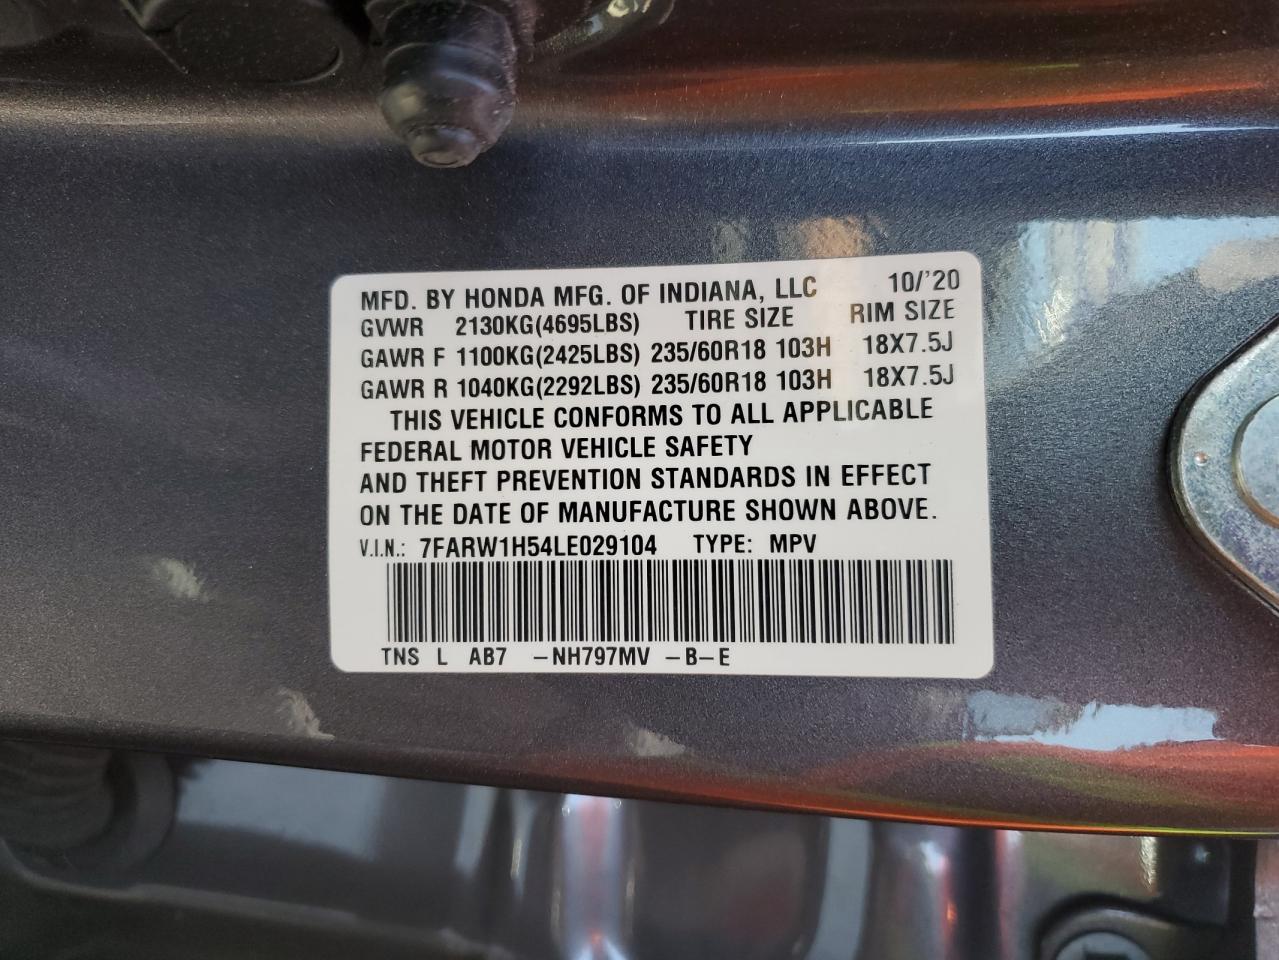 MFD. BY HONDA MFG. OF INDIANA, LLC 10/'20
GVWR 2130KG(4695LBS) TIRE SIZE RIM SIZE
GAWR F 1100KG(2425LBS) 235/60R18 103H 18X7.5J
GAWR R 1040KG(2292LBS) 235/60R18 103H 18X7.5J
THIS VEHICLE CONFORMS TO ALL APPLICABLE
FEDERAL MOTOR VEHICLE SAFETY
AND THEFT PREVENTION STANDARDS IN EFFECT
ON THE DATE OF MANUFACTURE SHOWN ABOVE.
V.I.N.: 7FARW1H54LE029104 TYPE: MPV
TNS L AB7 -NH797MV -B-E